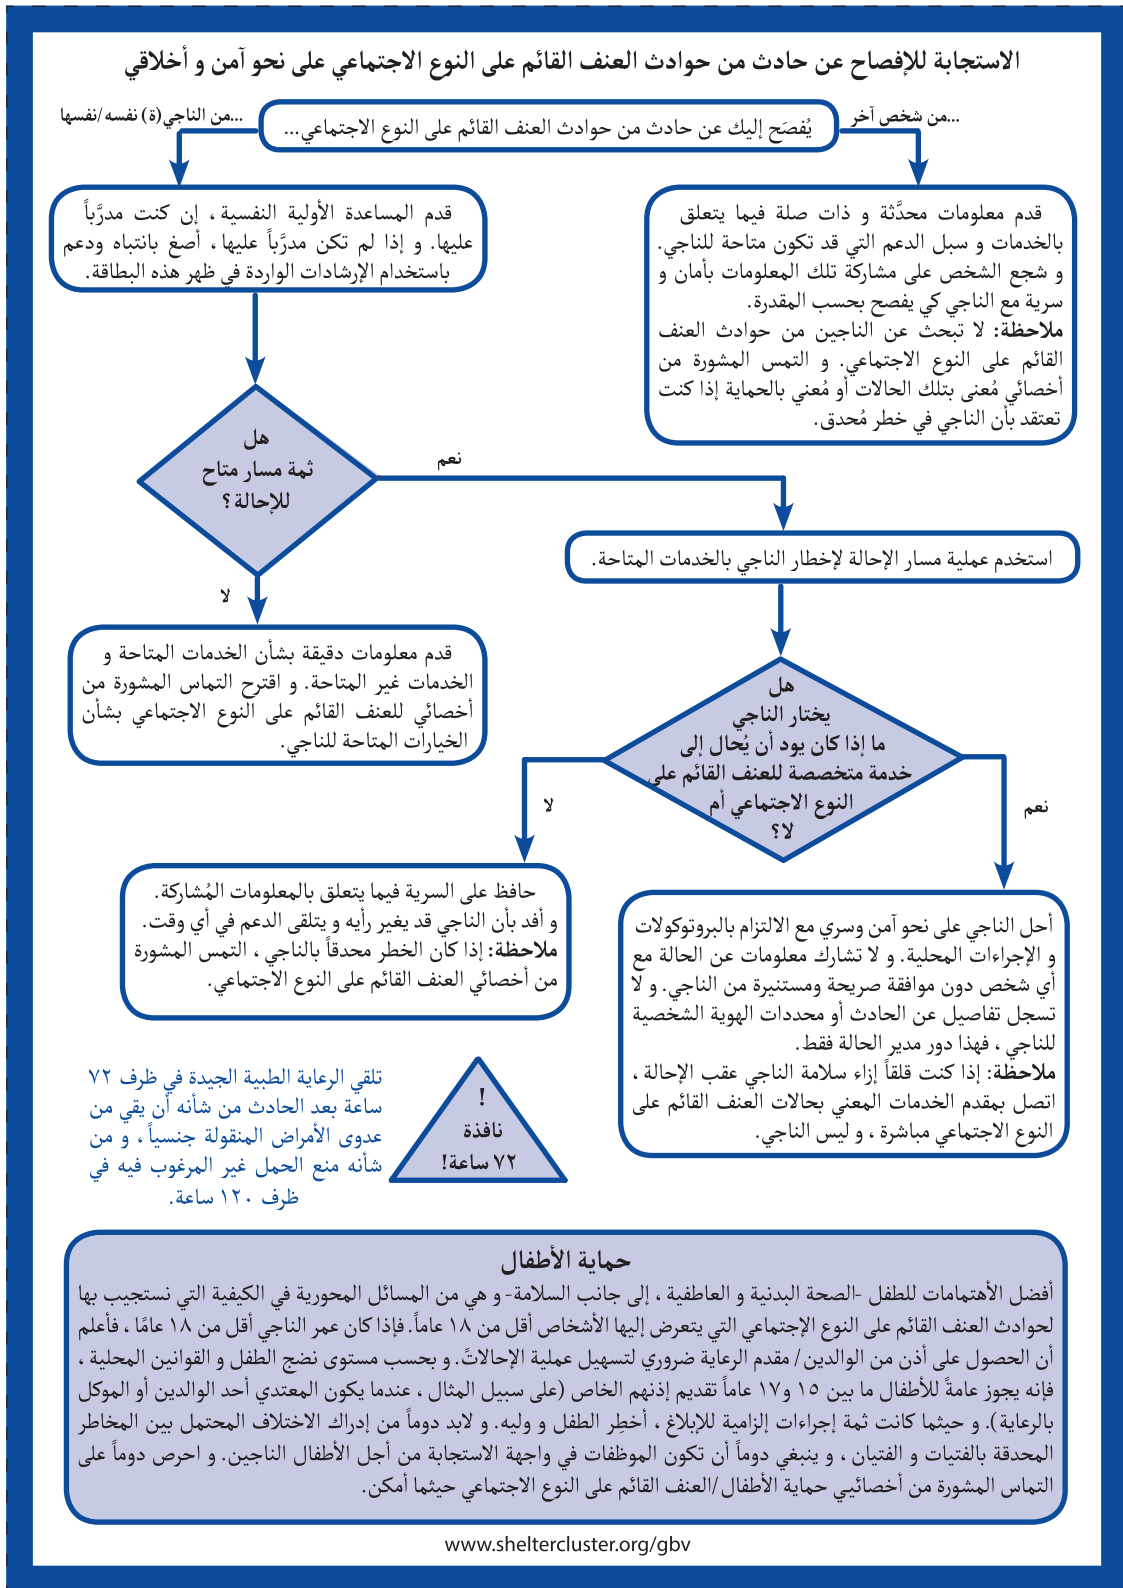 الاستجابة للإفصاح عن حادث من حوادث العنف القائم على النوع الاجتماعي على نحو آمن و أخلاقي
يُفصَح إليك عن حادث من حوادث العنف القائم على النوع الاجتماعي...
...من شخص آخر
...من الناجي(ة) نفسه/نفسها
قدم معلومات محدَّثة و ذات صلة فيما يتعلق
بالخدمات و سبل الدعم التي قد تكون متاحة للناجي.
و شجع الشخص على مشاركة تلك المعلومات بأمان و
سرية مع الناجي كي يفصح بحسب المقدرة.
ملاحظة: لا تبحث عن الناجين من حوادث العنف
القائم على النوع الاجتماعي. و التمس المشورة من
أخصائي مُعنى بتلك الحالات أو مُعني بالحماية إذا كنت
تعتقد بأن الناجي في خطر مُحدق.
قدم المساعدة الأولية النفسية، إن كنت مدرَّباً
عليها. و إذا لم تكن مدرَّباً عليها، أصغ بانتباه ودعم
باستخدام الإرشادات الواردة في ظهر هذه البطاقة.
هل
ثمة مسار متاح
للإحالة؟
نعم
استخدم عملية مسار الإحالة لإخطار الناجي بالخدمات المتاحة.
لا
قدم معلومات دقيقة بشأن الخدمات المتاحة و
الخدمات غير المتاحة. و اقترح التماس المشورة من
أخصائي للعنف القائم على النوع الاجتماعي بشأن
الخيارات المتاحة للناجي.
هل
يختار الناجي
ما إذا كان يود أن يُحال إلى
خدمة متخصصة للعنف القائم على
النوع الاجتماعي أم
لا؟
نعم
لا
أحل الناجي على نحو آمن وسري مع الالتزام بالبروتوكولات
و الإجراءات المحلية. و لا تشارك معلومات عن الحالة مع
أي شخص دون موافقة صريحة ومستنيرة من الناجي. و لا
تسجل تفاصيل عن الحادث أو محددات الهوية الشخصية
للناجي، فهذا دور مدير الحالة فقط.
ملاحظة: إذا كنت قلقاً إزاء سلامة الناجي عقب الإحالة،
اتصل بمقدم الخدمات المعني بحالات العنف القائم على
النوع الاجتماعي مباشرة، و ليس الناجي.
حافظ على السرية فيما يتعلق بالمعلومات المُشاركة.
و أفد بأن الناجي قد يغير رأيه و يتلقى الدعم في أي وقت.
ملاحظة: إذا كان الخطر محدقاً بالناجي، التمس المشورة
من أخصائي العنف القائم على النوع الاجتماعي.
!
نافذة
٧٢ ساعة!
تلقي الرعاية الطبية الجيدة في ظرف ٧٢
ساعة بعد الحادث من شأنه أن يقي من
عدوى الأمراض المنقولة جنسياً، و من
شأنه منع الحمل غير المرغوب فيه في
ظرف ١٢٠ ساعة.
حماية الأطفال
أفضل الأهتمامات للطفل -الصحة البدنية و العاطفية، إلى جانب السلامة- و هي من المسائل المحورية في الكيفية التي نستجيب بها
لحوادث العنف القائم على النوع الإجتماعي التي يتعرض إليها الأشخاص أقل من ١٨ عاماً. فإذا كان عمر الناجي أقل من ١٨ عامًا، فأعلم
أن الحصول على أذن من الوالدين/ مقدم الرعاية ضروري لتسهيل عملية الإحالاتً. و بحسب مستوى نضج الطفل و القوانين المحلية،
فإنه يجوز عامةً للأطفال ما بين ١٥ و١٧ عاماً تقديم إذنهم الخاص (على سبيل المثال، عندما يكون المعتدي أحد الوالدين أو الموكل
بالرعاية). و حيثما كانت ثمة إجراءات إلزامية للإبلاغ، أخطِر الطفل و وليه. و لابد دوماً من إدراك الاختلاف المحتمل بين المخاطر
المحدقة بالفتيات و الفتيان، و ينبغي دوماً أن تكون الموظفات في واجهة الاستجابة من أجل الأطفال الناجين. و احرص دوماً على
التماس المشورة من أخصائيي حماية الأطفال/العنف القائم على النوع الاجتماعي حيثما أمكن.
www.sheltercluster.org/gbv